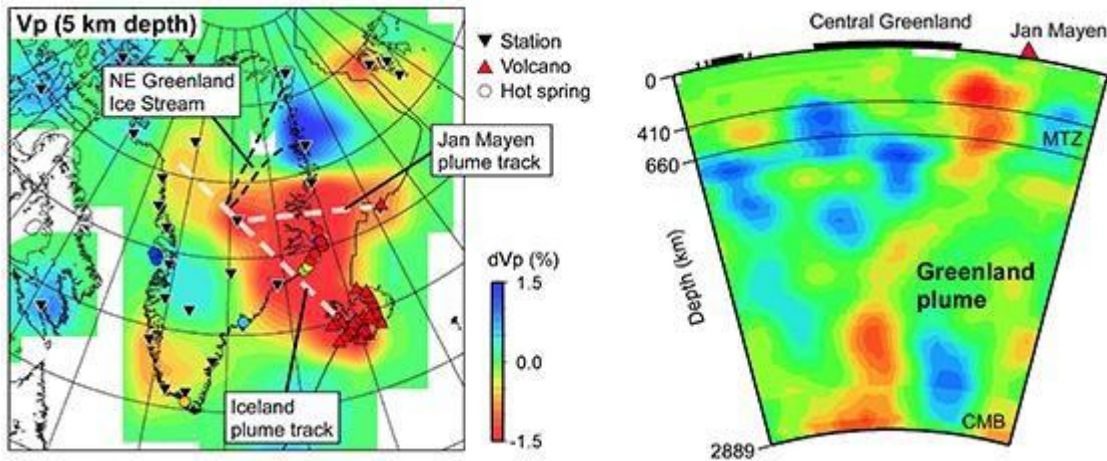 Vp (5 km depth)
NE Greenland
Ice Stream
Station
Volcano
Hot spring
Jan Mayen
plume track
dVp (%)
1.5
0.0
-1.5
Iceland
plume track
Central Greenland
Jan Mayen
0
410
660
MTZ
Depth (km)
Greenland
plume
CMB
2889